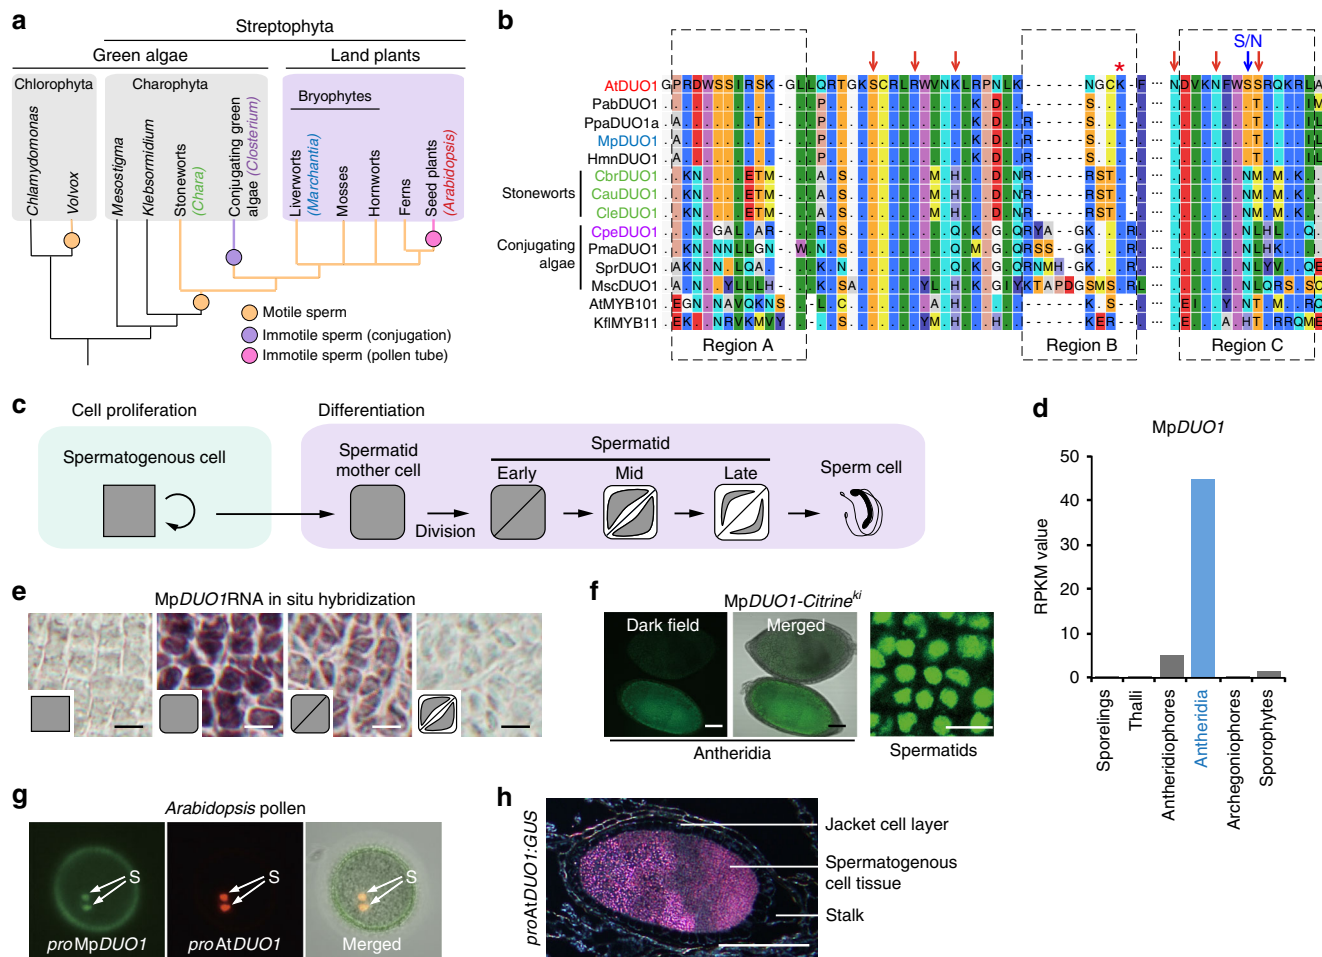 a
Streptophyta
Green algae
Land plants
Chlorophyta
Charophyta
Bryophytes
Chlamydomonas
Volvox
Mesostigma
Klebsormidium
Stoneworts
(Chara)
Conjugating green
algae (Closterium)
Liverworts
(Marchantia)
Mosses
Hornworts
Ferns
Seed plants
(Arabidopsis)
Motile sperm
Immotile sperm (conjugation)
Immotile sperm (pollen tube)
b
S/N
*
AtDUO1
PabDUO1
PpaDUO1a
MpDUO1
HmnDUO1
CbrDUO1
CauDUO1
CleDUO1
CpeDUO1
PmaDUO1
SprDUO1
MscDUO1
AtMYB101
KflMYB11
Stoneworts
Conjugating
algae
Region A
Region B
Region C
c
Cell proliferation
Differentiation
Spermatogenous cell
Spermatid
mother cell
Division
Spermatid
Early
Mid
Late
Sperm cell
d
MpDUO1
RPKM value
50
40
30
20
10
0
Sporelings
Thalli
Antheridiophores
Antheridia
Archegoniophores
Sporophytes
e
MpDUO1RNA in situ hybridization
f
MpDUO1-Citrineki
Dark field
Merged
Antheridia
Spermatids
g
Arabidopsis pollen
S
S
S
proMpDUO1
proAtDUO1
Merged
h
proAtDUO1:GUS
Jacket cell layer
Spermatogenous
cell tissue
Stalk